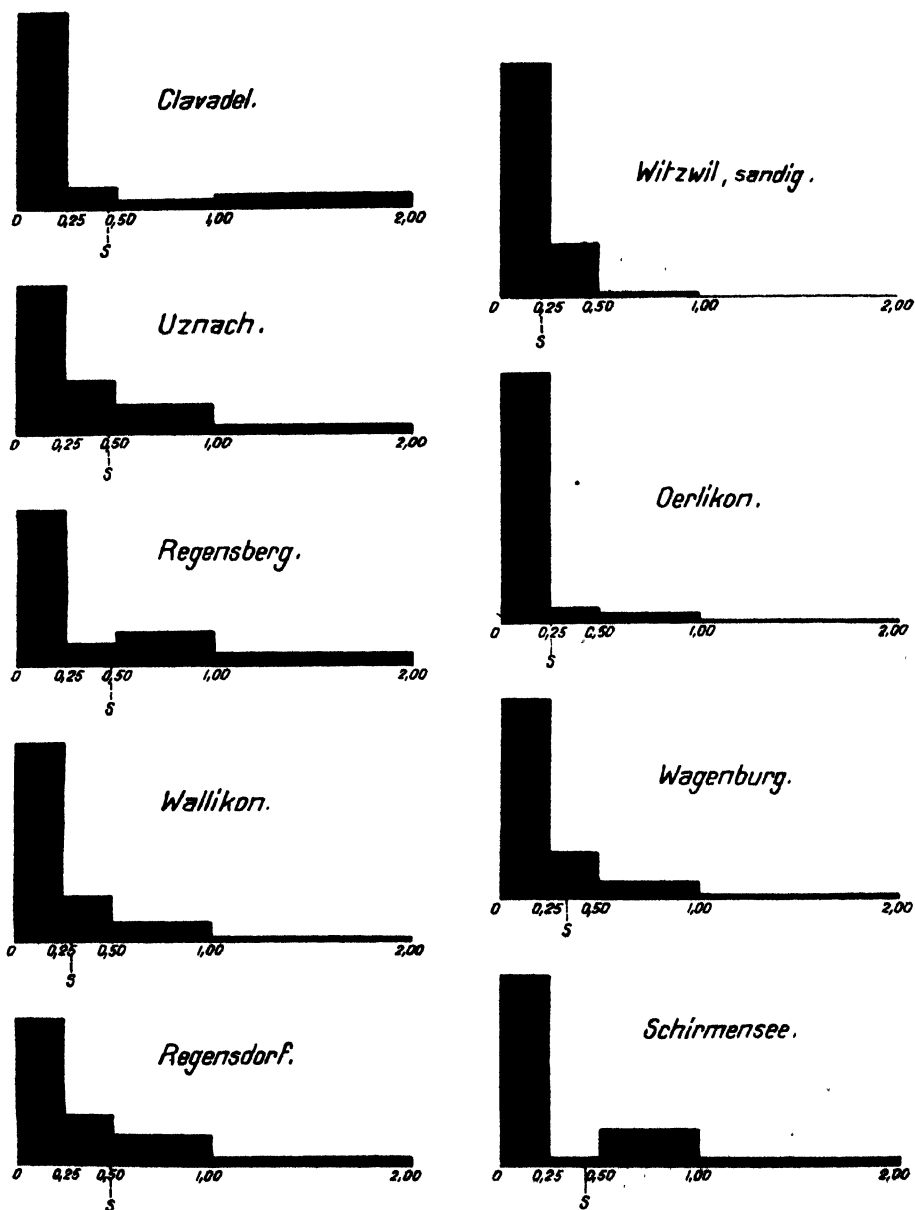 Clavadel.
0 0,25 0,50 1,00 2,00
S
Uznach.
0 0,25 0,50 1,00 2,00
S
Regensberg.
0 0,25 0,50 1,00 2,00
S
Wallikon.
0 0,25 0,50 1,00 2,00
S
Regensdorf.
0 0,25 0,50 1,00 2,00
S
Witzwil, sandig.
0 0,25 0,50 1,00 2,00
S
Oerlikon.
0 0,25 0,50 1,00 2,00
S
Wagenburg.
0 0,25 0,50 1,00 2,00
S
Schirmensee.
0 0,25 0,50 1,00 2,00
S